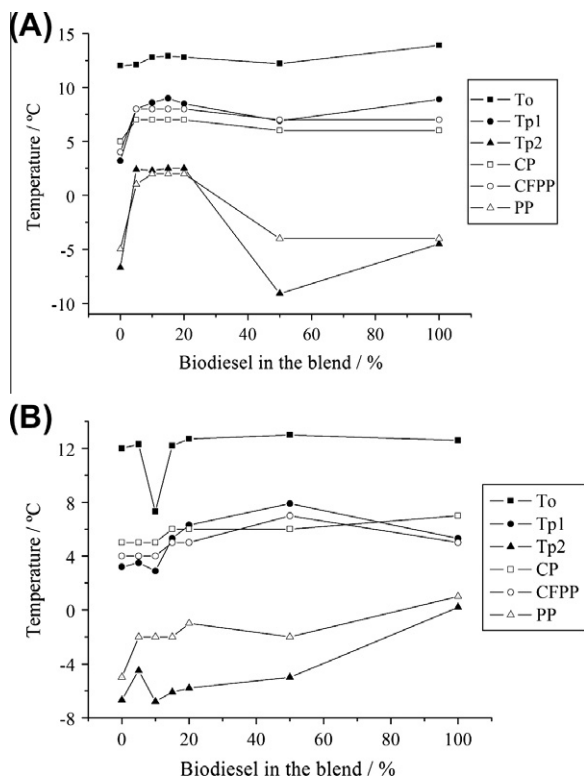 (A)
15
10
5
0
-5
-10
Temperature / ºC
0 20 40 60 80 100
Biodiesel in the blend / %
To
Tp1
Tp2
CP
CFPP
PP
(B)
12
8
4
0
-4
-8
Temperature / ºC
0 20 40 60 80 100
Biodiesel in the blend / %
To
Tp1
Tp2
CP
CFPP
PP